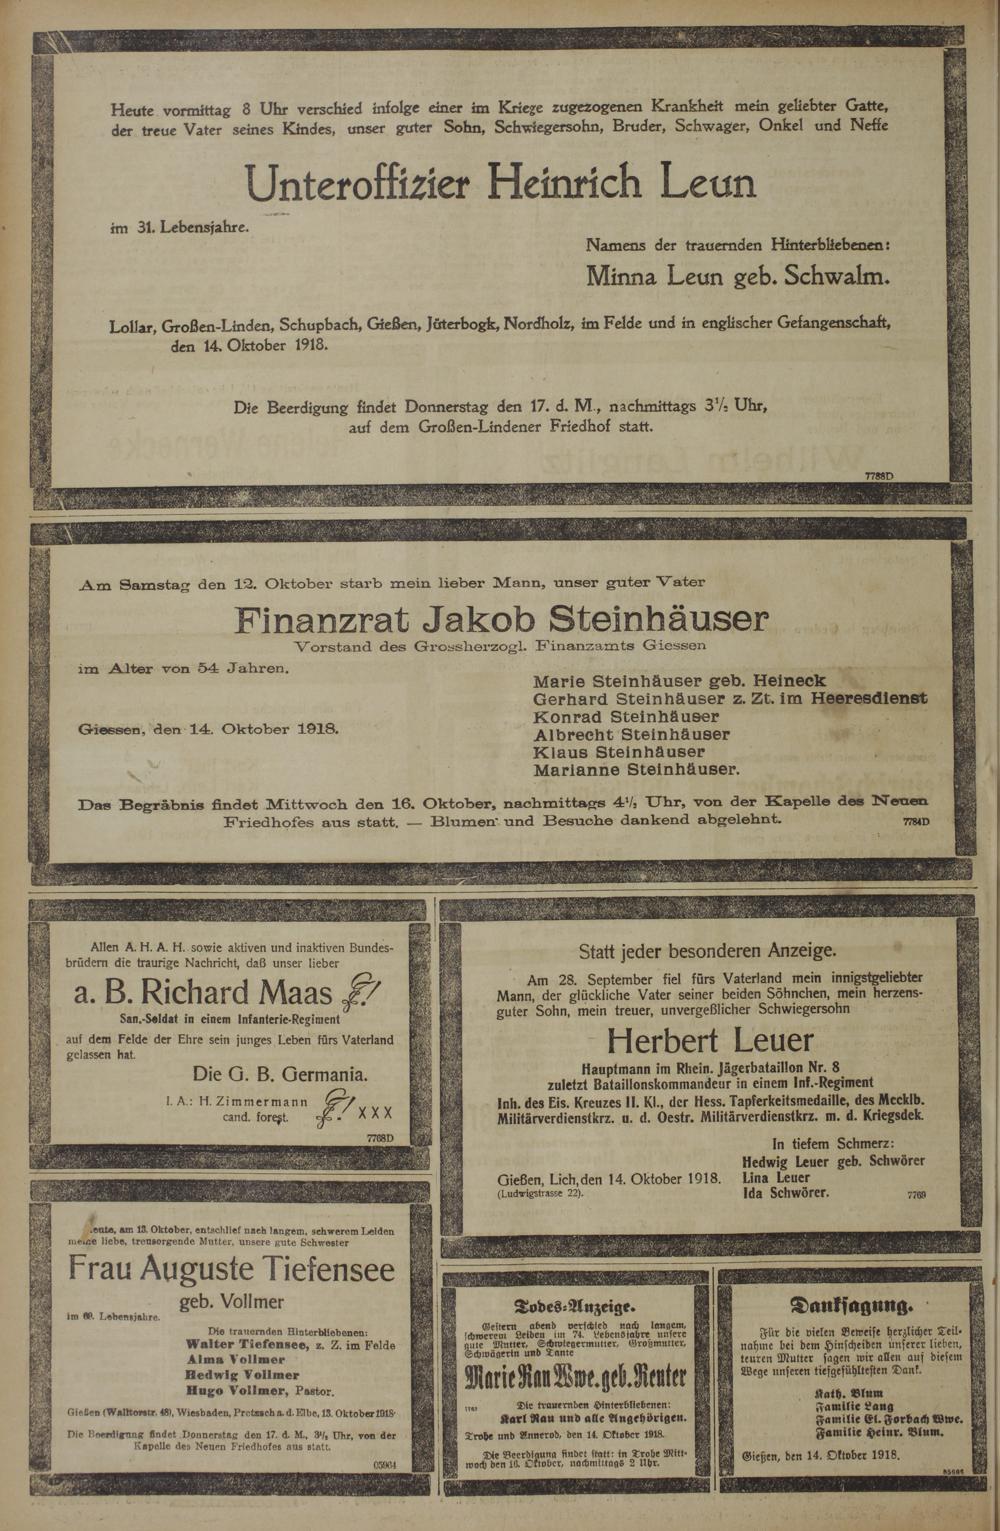 Heute vormittag 8 Uhr verschied infolge einer im Kriege zugezogenen Krankheit mein geliebter Gatte,
der treue Vater seines Kindes, unser guter Sohn, Schwiegersohn, Bruder, Schwager, Onkel und Neffe
Unteroffizier Heinrich Leun
im 31. Lebensjahre.
Namens der trauernden Hinterbliebenen:
Minna Leun geb. Schwalm.
Lollar, Großen-Linden, Schupbach, Gießen, Jüterbogk, Nordholz, im Felde und in englischer Gefangenschaft,
den 14. Oktober 1918.
Die Beerdigung findet Donnerstag den 17. d. M., nachmittags 3½ Uhr,
auf dem Großen-Lindener Friedhof statt.
7788D
Am Samstag den 12. Oktober starb mein lieber Mann, unser guter Vater
Finanzrat Jakob Steinhäuser
Vorstand des Grossherzogl. Finanzamts Giessen
im Alter von 54 Jahren.
Marie Steinhäuser geb. Heineck
Gerhard Steinhäuser z. Zt. im Heeresdienst
Konrad Steinhäuser
Albrecht Steinhäuser
Klaus Steinhäuser
Marianne Steinhäuser.
Giessen, den 14. Oktober 1918.
Das Begräbnis findet Mittwoch den 16. Oktober, nachmittags 4½ Uhr, von der Kapelle des Neuen
Friedhofes aus statt. — Blumen und Besuche dankend abgelehnt.
7784D
Allen A. H. A. H. sowie aktiven und inaktiven Bundes-
brüdern die traurige Nachricht, daß unser lieber
a. B. Richard Maas
San.-Soldat in einem Infanterie-Regiment
auf dem Felde der Ehre sein junges Leben fürs Vaterland
gelassen hat.
Die G. B. Germania.
I. A.: H. Zimmermann
cand. forest. XXX
7768D
Statt jeder besonderen Anzeige.
Am 28. September fiel fürs Vaterland mein innigstgeliebter
Mann, der glückliche Vater seiner beiden Söhnchen, mein herzens-
guter Sohn, mein treuer, unvergeßlicher Schwiegersohn
Herbert Leuer
Hauptmann im Rhein. Jägerbataillon Nr. 8
zuletzt Bataillonskommandeur in einem Inf.-Regiment
Inh. des Eis. Kreuzes II. Kl., der Hess. Tapferkeitsmedaille, des Mecklb.
Militärverdienstkrz. u. d. Oestr. Militärverdienstkrz. m. d. Kriegsdek.
In tiefem Schmerz:
Hedwig Leuer geb. Schwörer
Lina Leuer
Ida Schwörer.
Gießen, Lich, den 14. Oktober 1918.
(Ludwigstrasse 22).
7769
eute, am 13. Oktober, entschlief nach langem, schwerem Leiden
meine liebe, treusorgende Mutter, unsere gute Schwester
Frau Auguste Tiefensee
geb. Vollmer
im 69. Lebensjahre.
Die trauernden Hinterbliebenen:
Walter Tiefensee, z. Z. im Felde
Alma Vollmer
Hedwig Vollmer
Hugo Vollmer, Pastor.
Gießen (Walltorstr. 48), Wiesbaden, Pretzsch a. d. Elbe, 13. Oktober 1918
Die Beerdigung findet Donnerstag den 17. d. M., 3½ Uhr, von der
Kapelle des Neuen Friedhofes aus statt.
05964
Todes-Anzeige.
Gestern abend verschied nach langem,
schwerem Leiden im 74. Lebensjahre unsere
gute Mutter, Schwiegermutter, Großmutter,
Schwägerin und Tante
Marie Rau Wwe. geb. Reuter
Die trauernden Hinterbliebenen:
Karl Rau und alle Angehörigen.
Trohe und Annerod, den 14. Oktober 1918.
Die Beerdigung findet statt: in Trohe Mitt-
woch den 16. Oktober, nachmittags 2 Uhr.
Danksagung.
Für die vielen Beweise herzlicher Teil-
nahme bei dem Hinscheiden unserer lieben,
teuren Mutter sagen wir allen auf diesem
Wege unseren tiefgefühltesten Dank.
Kath. Blum
Familie Lang
Familie El. Forbach Wwe.
Familie Heinr. Blum.
Gießen, den 14. Oktober 1918.